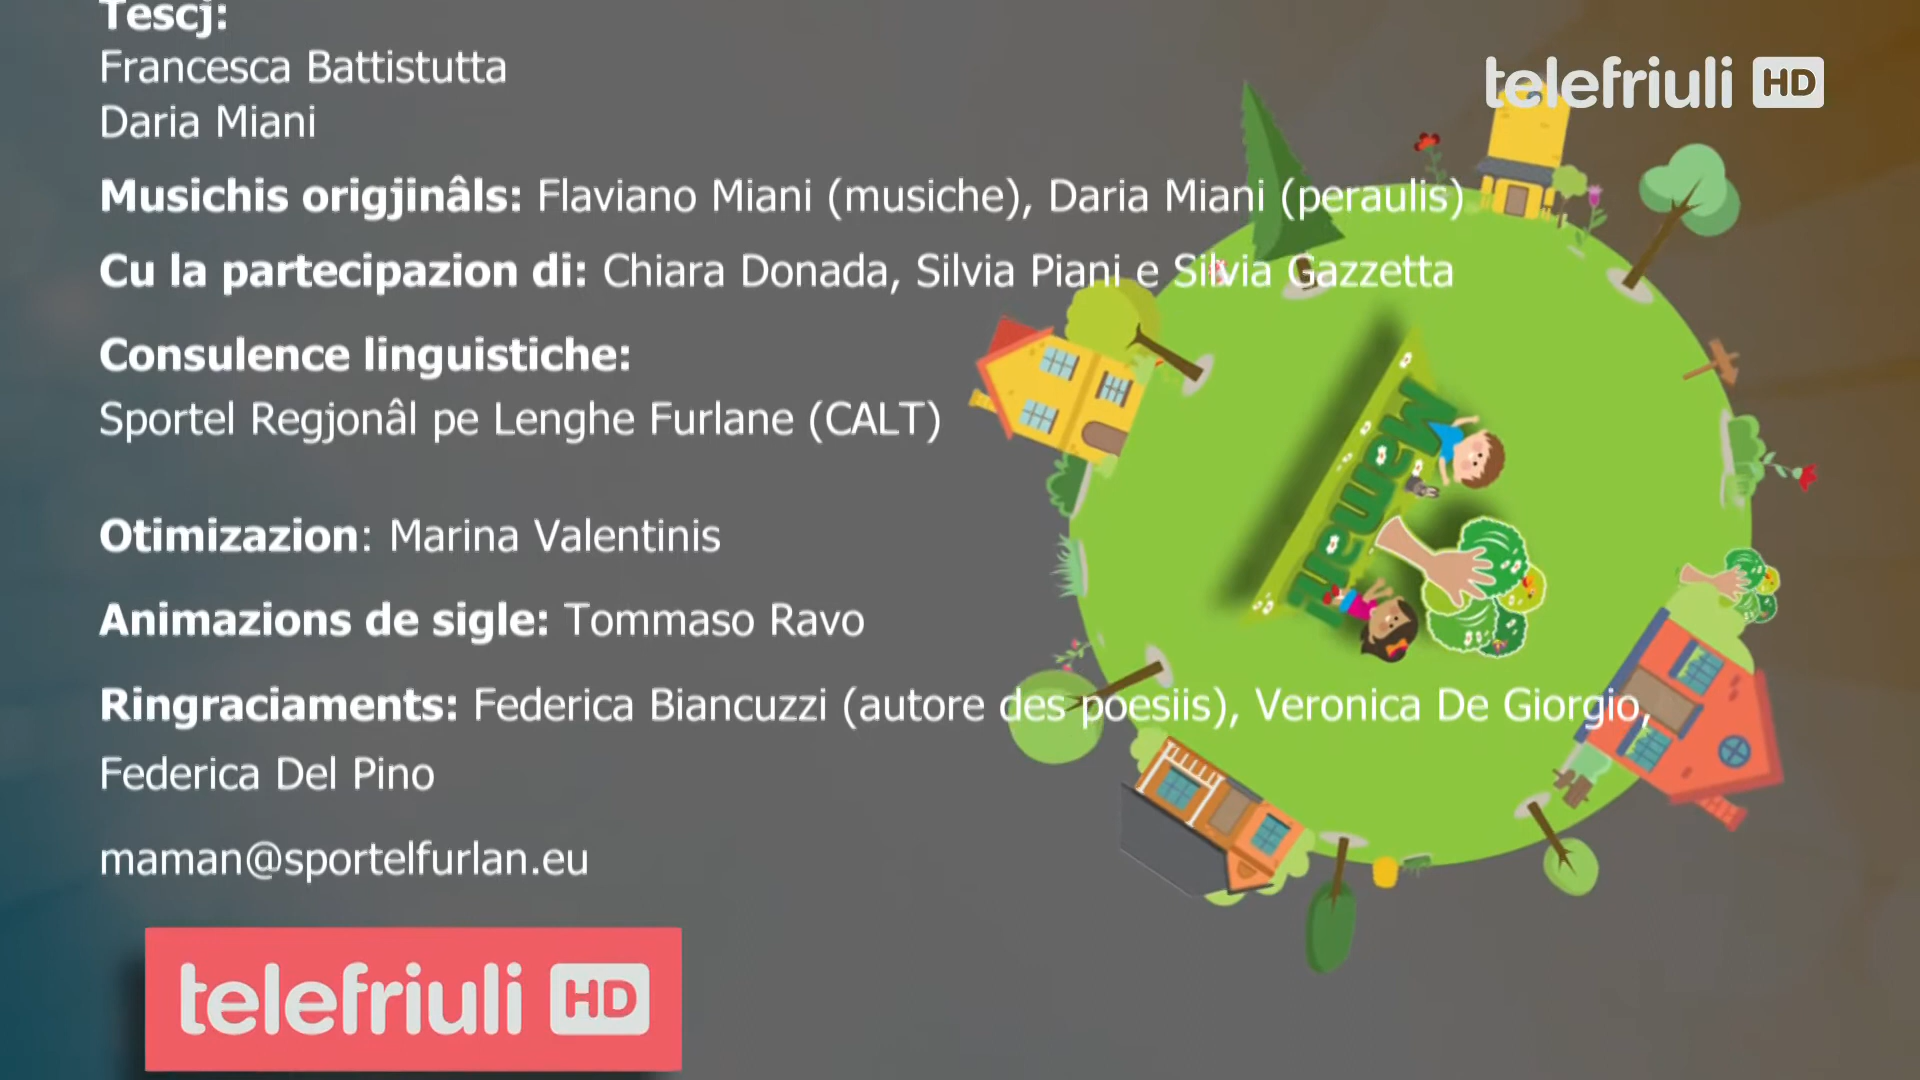 Tescj:
telefriuli HD
Francesca Battistutta
Daria Miani
Musichis origjinâls: Flaviano Miani (musiche), Daria Miani (peraulis)
Cu la partecipazion di: Chiara Donada, Silvia Piani e Silvia Gazzetta
Consulence linguistiche:
Sportel Regjonâl pe Lenghe Furlane (CALT)
Maman!
Otimizazion: Marina Valentinis
Animazions de sigle: Tommaso Ravo
Ringraciaments: Federica Biancuzzi (autore des poesiis), Veronica De Giorgio,
Federica Del Pino
maman@sportelfurlan.eu
telefriuli HD